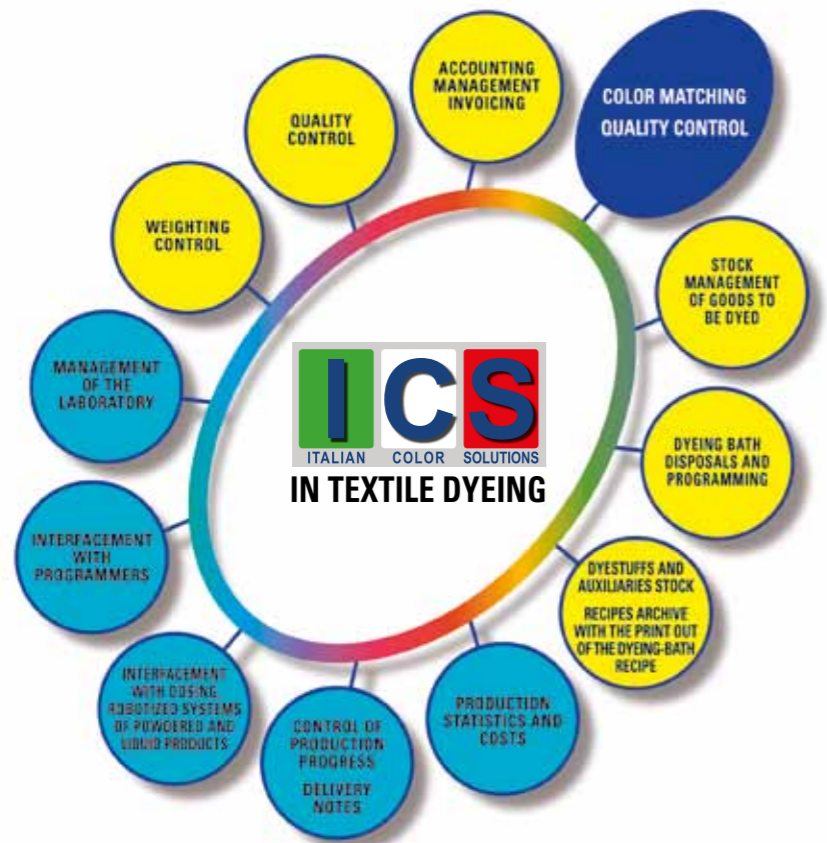 ACCOUNTING
MANAGEMENT
INVOICING
COLOR MATCHING
QUALITY CONTROL
STOCK
MANAGEMENT
OF GOODS TO
BE DYED
DYEING BATH
DISPOSALS AND
PROGRAMMING
DYESTUFFS AND
AUXILIARIES STOCK
RECIPES ARCHIVE
WITH THE PRINT OUT
OF THE DYEING-BATH
RECIPE
PRODUCTION
STATISTICS AND
COSTS
CONTROL OF
PRODUCTION
PROGRESS
DELIVERY
NOTES
INTERFACEMENT
WITH DOSING
ROBOTIZED SYSTEMS
OF POWDERED AND
LIQUID PRODUCTS
INTERFACEMENT
WITH
PROGRAMMERS
MANAGEMENT
OF THE
LABORATORY
WEIGHTING
CONTROL
QUALITY
CONTROL
ICS
ITALIAN COLOR SOLUTIONS
IN TEXTILE DYEING